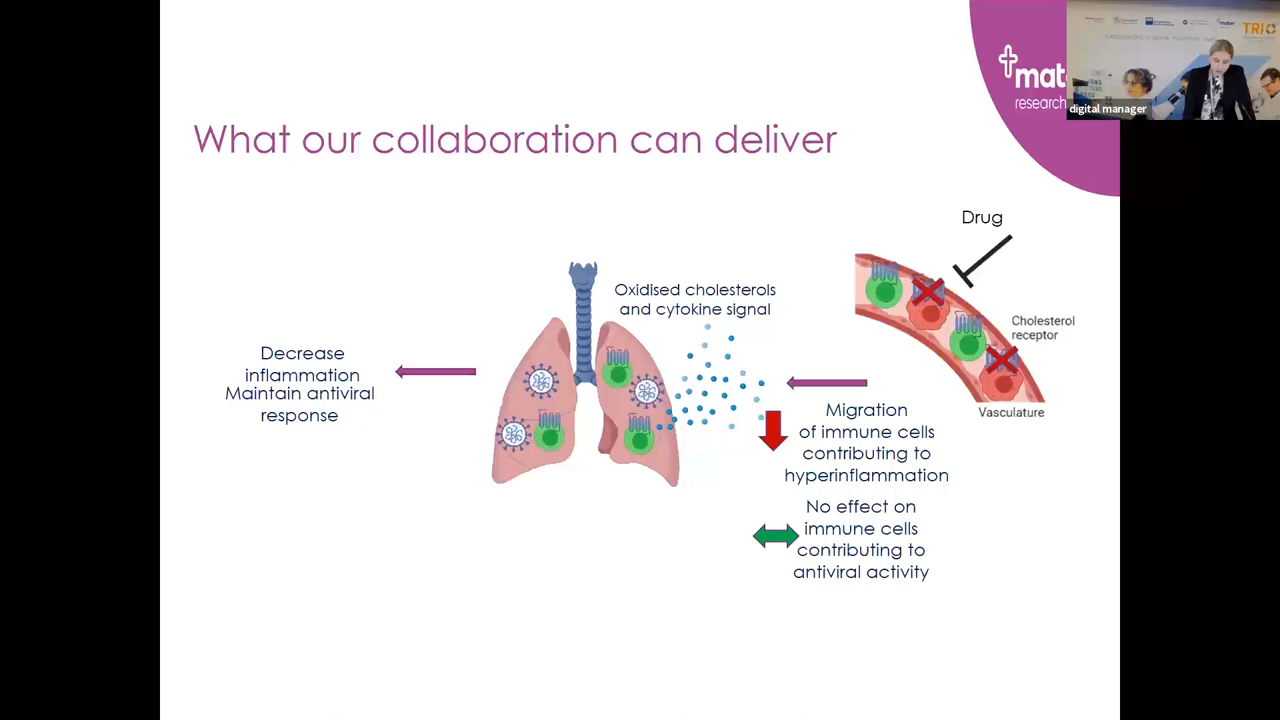 mat
research
TRI
digital manager
What our collaboration can deliver
Drug
Oxidised cholesterols
and cytokine signal
Cholesterol
receptor
Decrease
inflammation
Maintain antiviral
response
Vasculature
Migration
of immune cells
contributing to
hyperinflammation
No effect on
immune cells
contributing to
antiviral activity